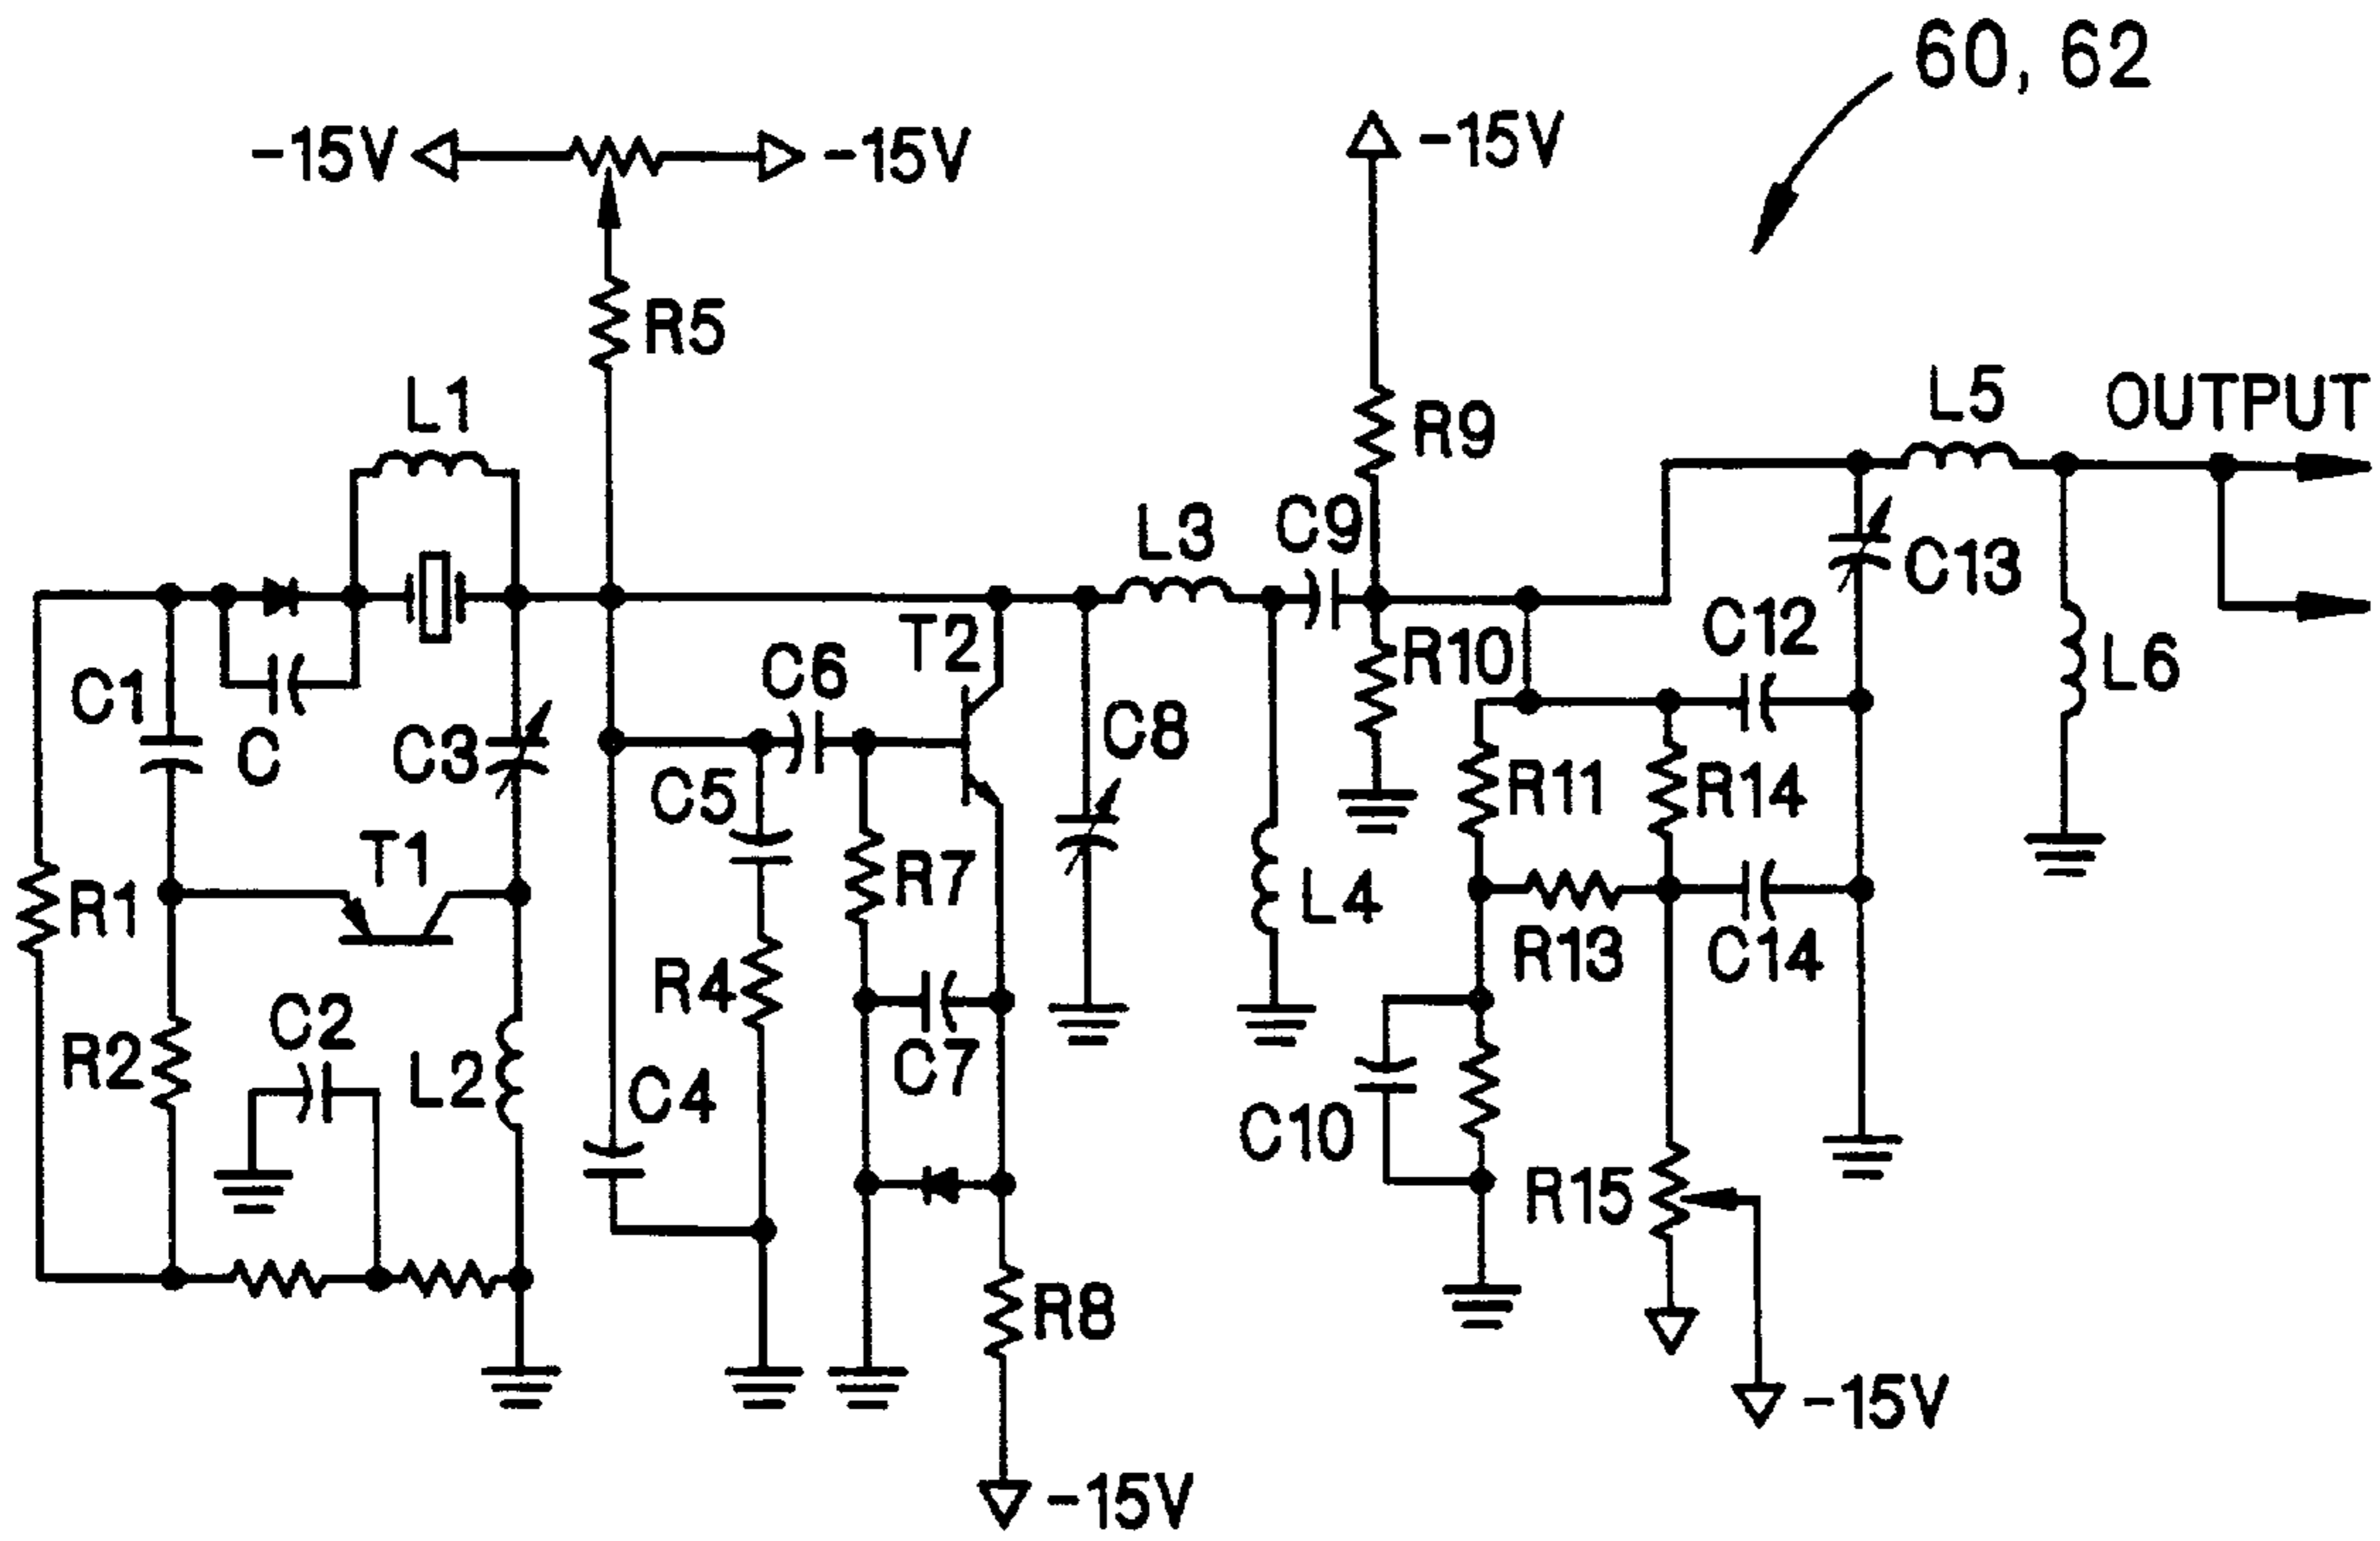 60, 62
-15V
-15V
-15V
R5
L1
R9
L5
OUTPUT
L3
C9
C13
T2
R10
C12
L6
C1
C
C3
C6
C8
C5
R11
R14
T1
R1
R7
L4
R13
C14
R4
C2
R2
L2
C4
C7
C10
R15
R8
-15V
-15V